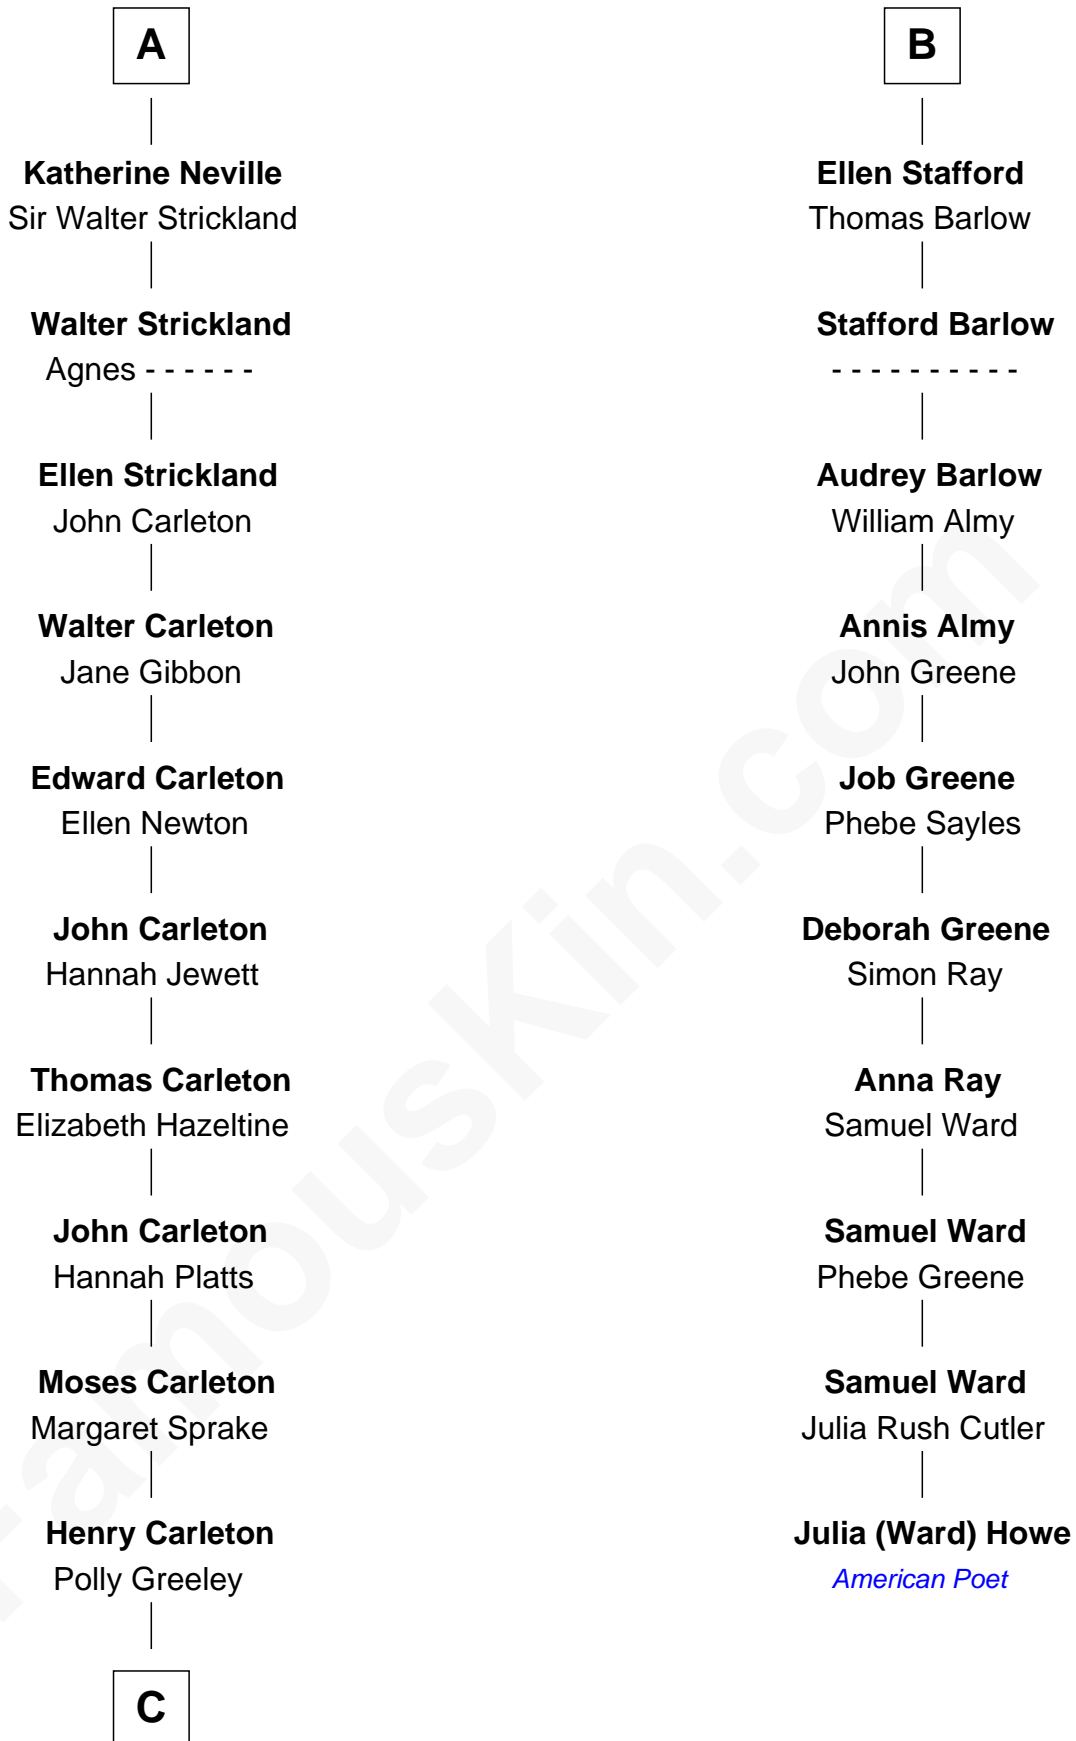 A
Katherine Neville
Sir Walter Strickland
Walter Strickland
Agnes - - - - - -
Ellen Strickland
John Carleton
Walter Carleton
Jane Gibbon
Edward Carleton
Ellen Newton
John Carleton
Hannah Jewett
Thomas Carleton
Elizabeth Hazeltine
John Carleton
Hannah Platts
Moses Carleton
Margaret Sprake
Henry Carleton
Polly Greeley
C
B
Ellen Stafford
Thomas Barlow
Stafford Barlow
- - - - - - - - - -
Audrey Barlow
William Almy
Annis Almy
John Greene
Job Greene
Phebe Sayles
Deborah Greene
Simon Ray
Anna Ray
Samuel Ward
Samuel Ward
Phebe Greene
Samuel Ward
Julia Rush Cutler
Julia (Ward) Howe
American Poet
FamousKin.com